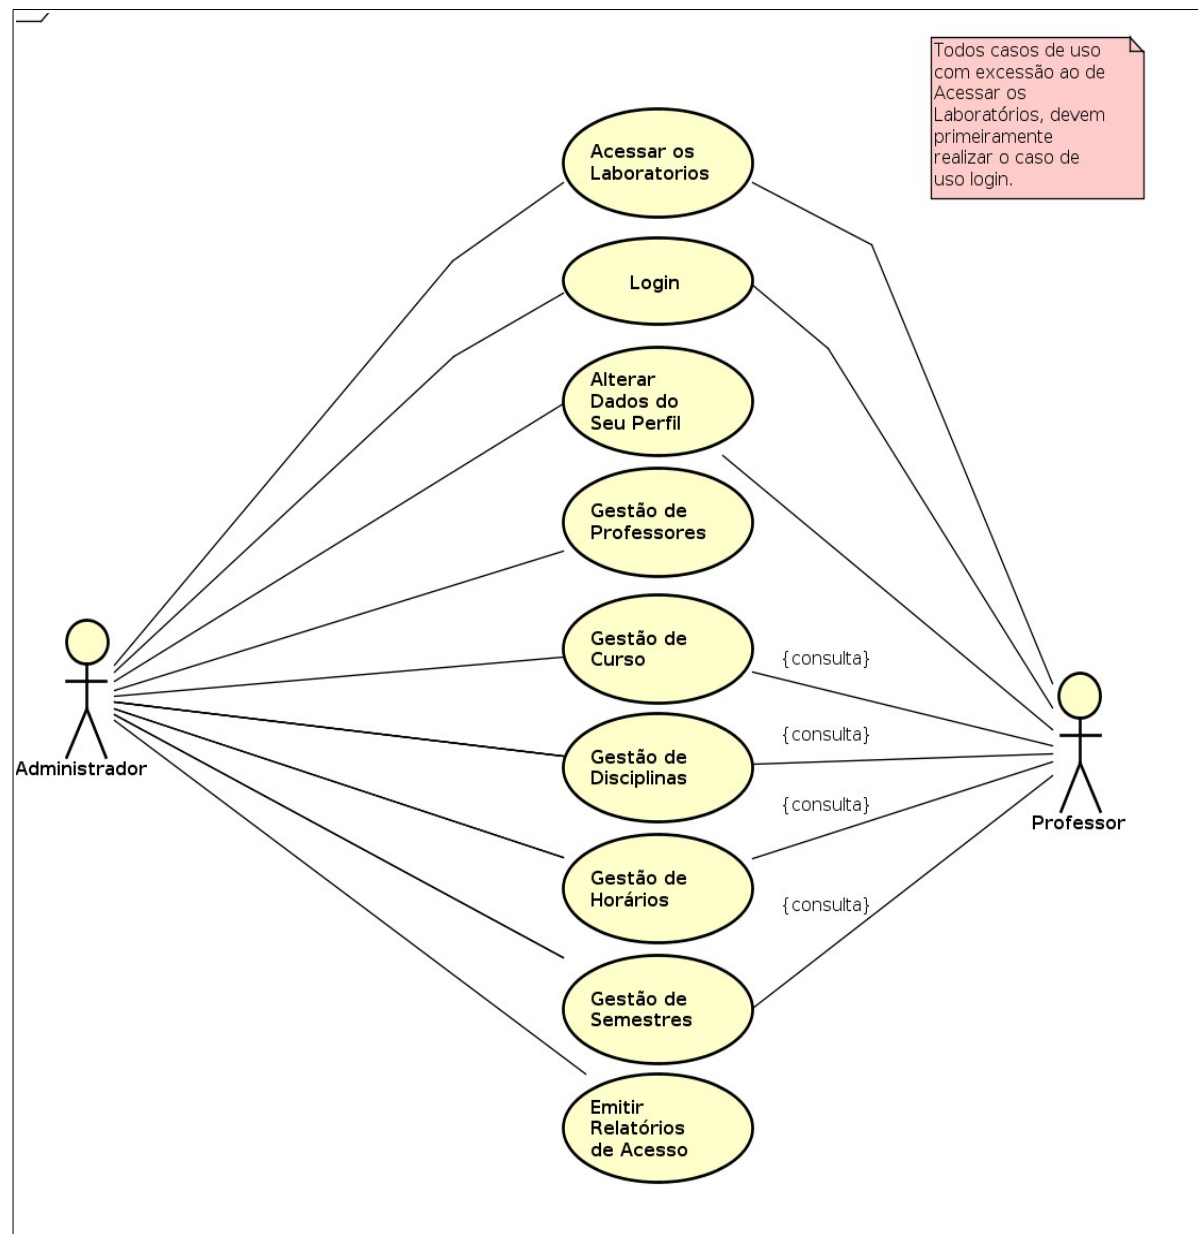 Todos casos de uso
com excessão ao de
Acessar os
Laboratórios, devem
primeiramente
realizar o caso de
uso login.
Acessar os
Laboratorios
Login
Alterar
Dados do
Seu Perfil
Gestão de
Professores
Gestão de
Curso
{consulta}
Gestão de
Disciplinas
{consulta}
Administrador
{consulta}
Professor
Gestão de
Horários
{consulta}
Gestão de
Semestres
Emitir
Relatórios
de Acesso